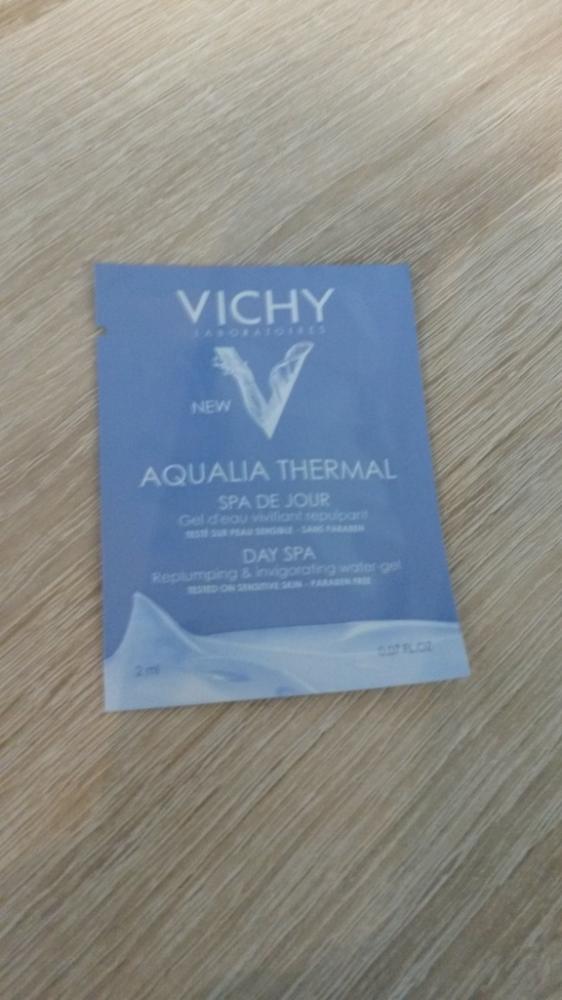 VICHY
LABORATOIRES
NEW
AQUALIA THERMAL
SPA DE JOUR
Gel d'eau vivifiant repulpant
TESTÉ SUR PEAU SENSIBLE - SANS PARABEN
DAY SPA
Replumping & invigorating water-gel
TESTED ON SENSITIVE SKIN - PARABEN FREE
2 ml 0.07 FL.OZ